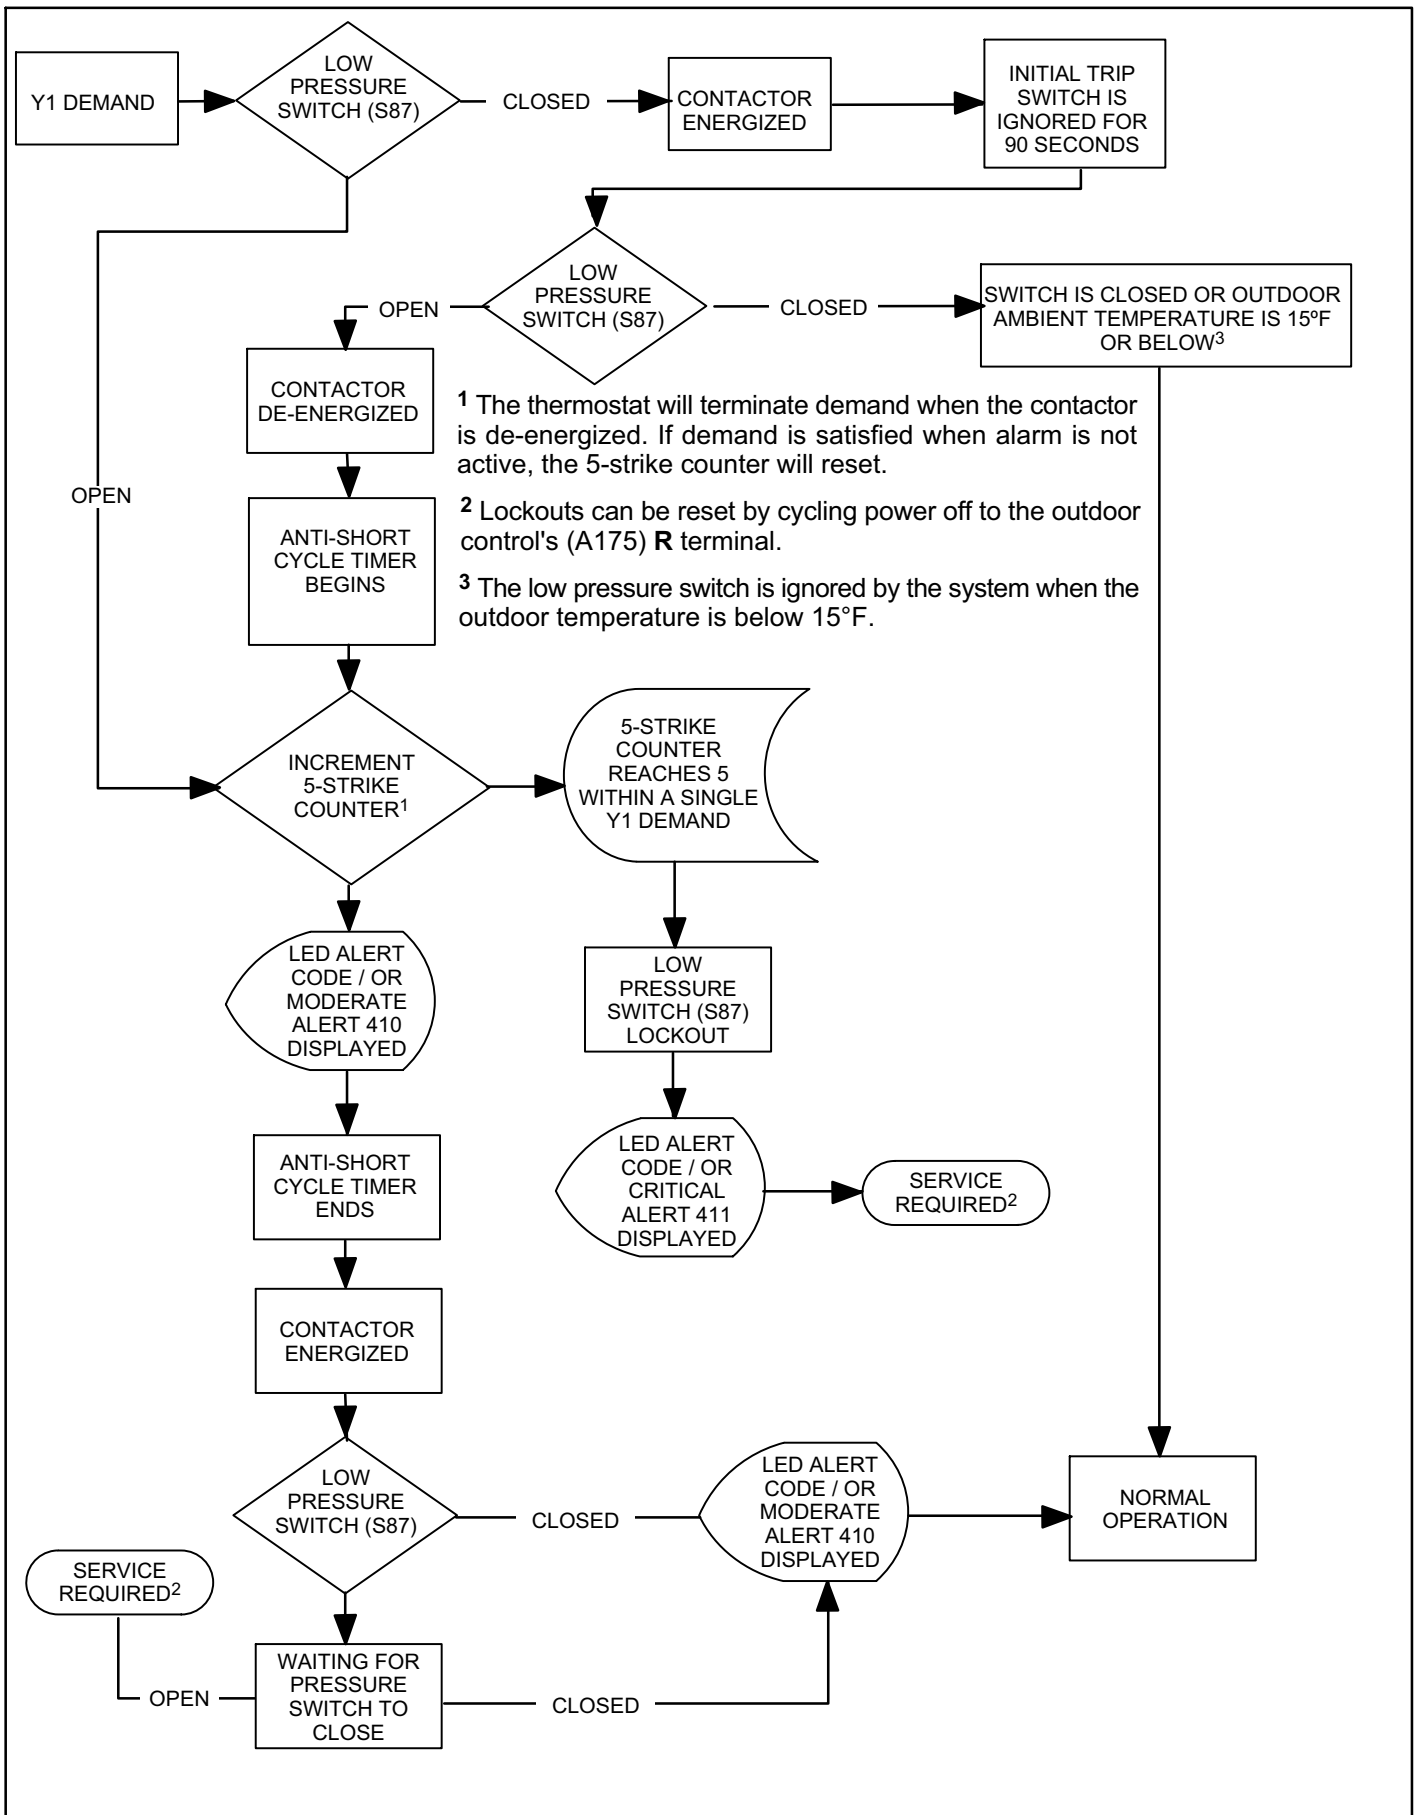 Y1 DEMAND
LOW
PRESSURE
SWITCH (S87)
CLOSED
CONTACTOR
ENERGIZED
INITIAL TRIP
SWITCH IS
IGNORED FOR
90 SECONDS
LOW
PRESSURE
SWITCH (S87)
OPEN
CLOSED
SWITCH IS CLOSED OR OUTDOOR
AMBIENT TEMPERATURE IS 15ºF
OR BELOW3
CONTACTOR
DE-ENERGIZED
1 The thermostat will terminate demand when the contactor
is de-energized. If demand is satisfied when alarm is not
active, the 5-strike counter will reset.
OPEN
2 Lockouts can be reset by cycling power off to the outdoor
control's (A175) R terminal.
ANTI-SHORT
CYCLE TIMER
BEGINS
3 The low pressure switch is ignored by the system when the
outdoor temperature is below 15°F.
INCREMENT
5-STRIKE
COUNTER1
5-STRIKE
COUNTER
REACHES 5
WITHIN A SINGLE
Y1 DEMAND
LED ALERT
CODE / OR
MODERATE
ALERT 410
DISPLAYED
LOW
PRESSURE
SWITCH (S87)
LOCKOUT
ANTI-SHORT
CYCLE TIMER
ENDS
LED ALERT
CODE / OR
CRITICAL
ALERT 411
DISPLAYED
SERVICE
REQUIRED2
CONTACTOR
ENERGIZED
LOW
PRESSURE
SWITCH (S87)
CLOSED
LED ALERT
CODE / OR
MODERATE
ALERT 410
DISPLAYED
NORMAL
OPERATION
SERVICE
REQUIRED2
OPEN
WAITING FOR
PRESSURE
SWITCH TO
CLOSE
CLOSED